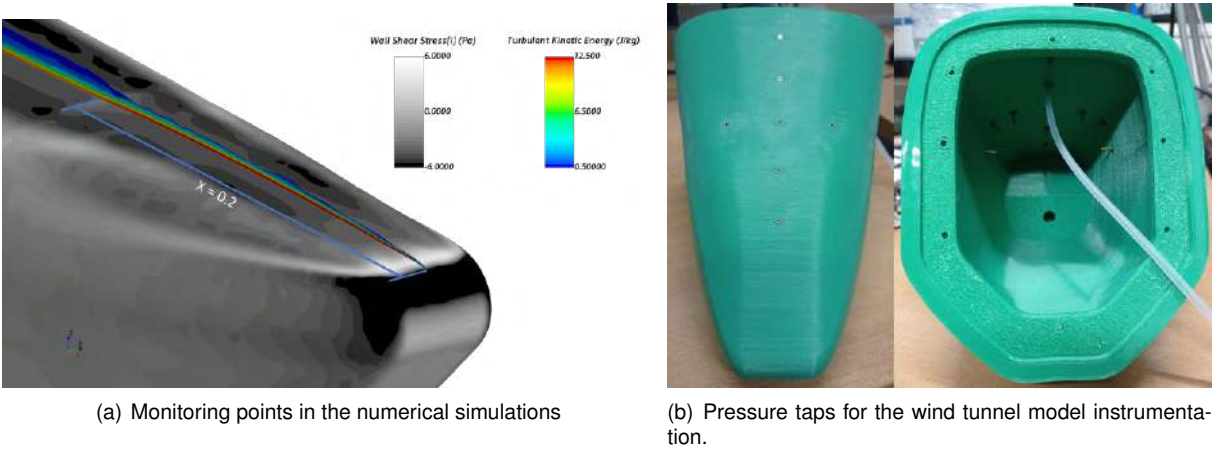 Wall Shear Stress[i] (Pa)
Turbulent Kinetic Energy (J/kg)
6.0000
12.500
0.0000
6.5000
-6.0000
0.50000
X = 0.2
(a) Monitoring points in the numerical simulations
(b) Pressure taps for the wind tunnel model instrumenta-
tion.